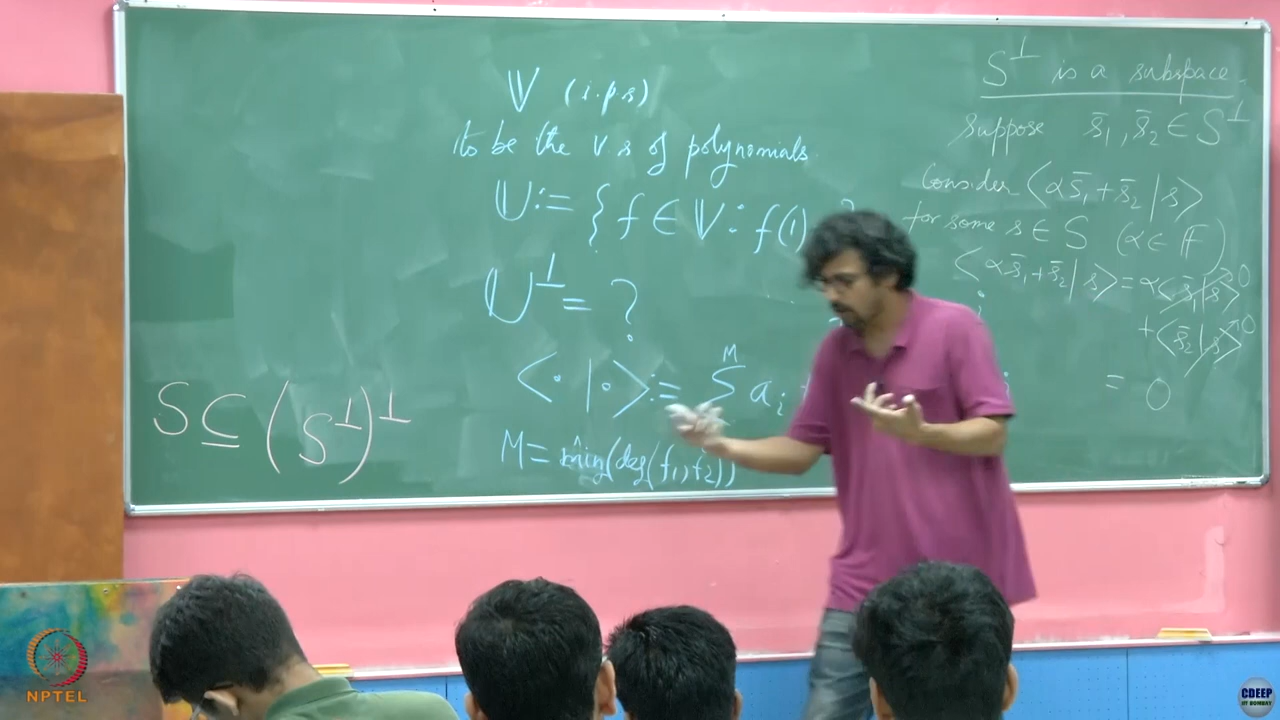 𝕍 (i.p.s)
to be the v.s of polynomials
𝕌 := { f ∈ 𝕍 : f(1)
𝕌^⊥ = ?
<· | ·> := Σ^M a_i
M = min(deg(f1, f2))
S ⊆ (S^⊥)^⊥
S^⊥ is a subspace.
Suppose s̄1, s̄2 ∈ S^⊥
Consider <αs̄1 + s̄2 | s>
for some s ∈ S (α ∈ 𝔽)
<αs̄1 + s̄2 | s> = α<s̄1 | s> 0
+ <s̄2 | s> 0
= 0
NPTEL
CDEEP
IIT BOMBAY